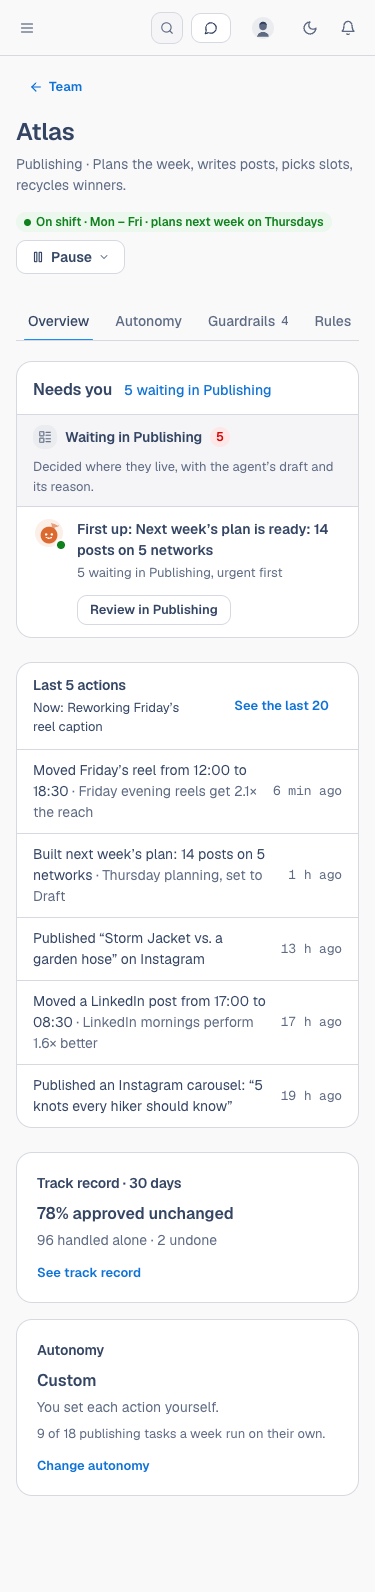 Team
Atlas
Publishing · Plans the week, writes posts, picks slots,
recycles winners.
On shift · Mon – Fri · plans next week on Thursdays
Pause
Overview Autonomy Guardrails 4 Rules
Needs you 5 waiting in Publishing
Waiting in Publishing 5
Decided where they live, with the agent’s draft and
its reason.
First up: Next week’s plan is ready: 14
posts on 5 networks
5 waiting in Publishing, urgent first
Review in Publishing
Last 5 actions
Now: Reworking Friday’s
reel caption
See the last 20
Moved Friday’s reel from 12:00 to
18:30 · Friday evening reels get 2.1×
the reach
6 min ago
Built next week’s plan: 14 posts on 5
networks · Thursday planning, set to
Draft
1 h ago
Published “Storm Jacket vs. a
garden hose” on Instagram
13 h ago
Moved a LinkedIn post from 17:00 to
08:30 · LinkedIn mornings perform
1.6× better
17 h ago
Published an Instagram carousel: “5
knots every hiker should know”
19 h ago
Track record · 30 days
78% approved unchanged
96 handled alone · 2 undone
See track record
Autonomy
Custom
You set each action yourself.
9 of 18 publishing tasks a week run on their own.
Change autonomy